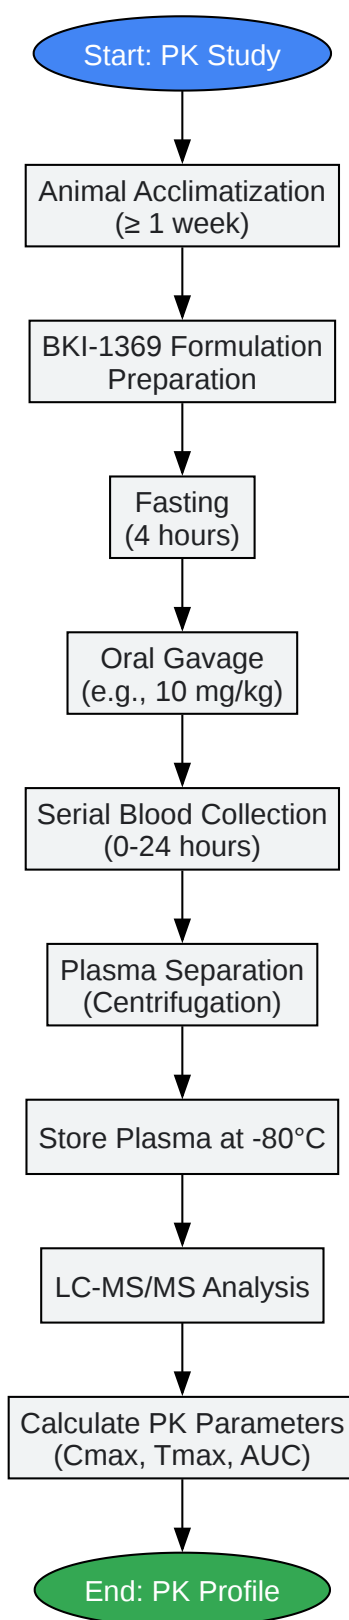 Start: PK Study
Animal Acclimatization
(≥ 1 week)
BKI-1369 Formulation
Preparation
Fasting
(4 hours)
Oral Gavage
(e.g., 10 mg/kg)
Serial Blood Collection
(0-24 hours)
Plasma Separation
(Centrifugation)
Store Plasma at -80°C
LC-MS/MS Analysis
Calculate PK Parameters
(Cmax, Tmax, AUC)
End: PK Profile